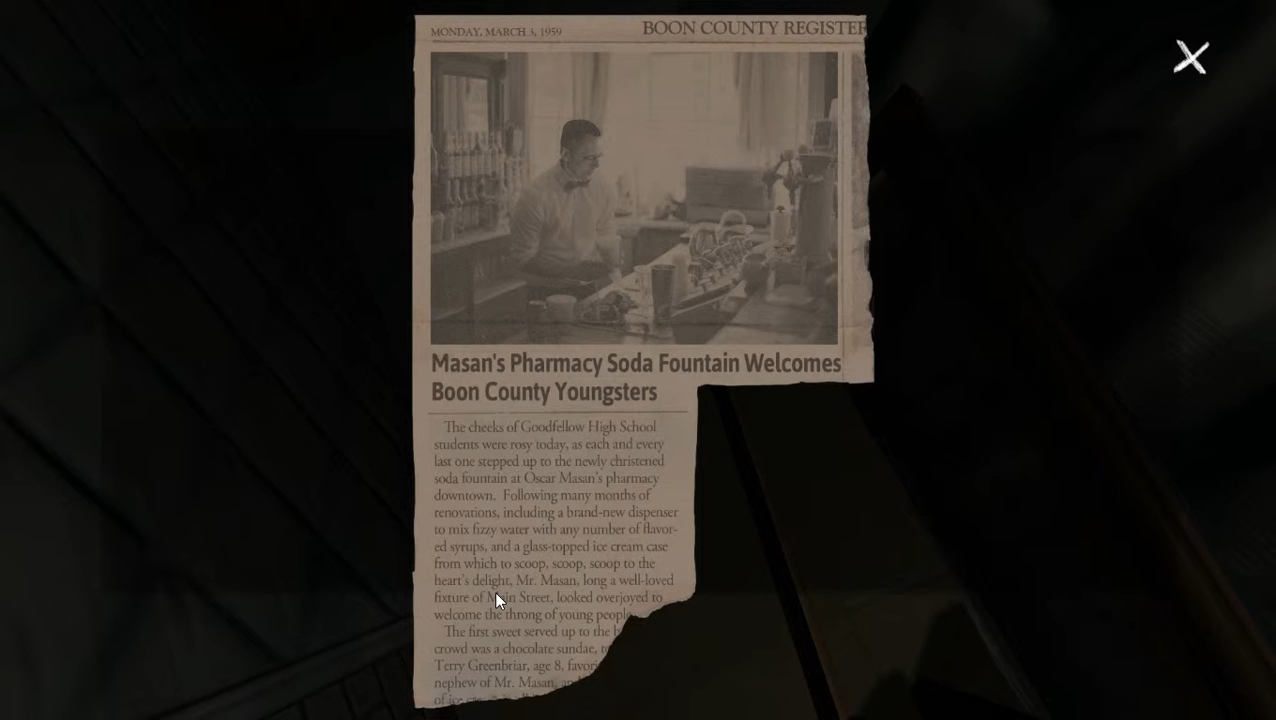 MONDAY, MARCH 3, 1959
BOON COUNTY REGISTER
Masan's Pharmacy Soda Fountain Welcomes
Boon County Youngsters
The cheeks of Goodfellow High School
students were rosy today, as each and every
last one stepped up to the newly christened
soda fountain at Oscar Masan's pharmacy
downtown. Following many months of
renovations, including a brand-new dispenser
to mix fizzy water with any number of flavor-
ed syrups, and a glass-topped ice cream case
from which to scoop, scoop, scoop to the
heart's delight, Mr. Masan, long a well-loved
fixture of Main Street, looked overjoyed to
welcome the throng of young people
The first sweet served up to the
crowd was a chocolate sundae,
Terry Greenbriar, age 8,
nephew of Mr. Masan,
of ice